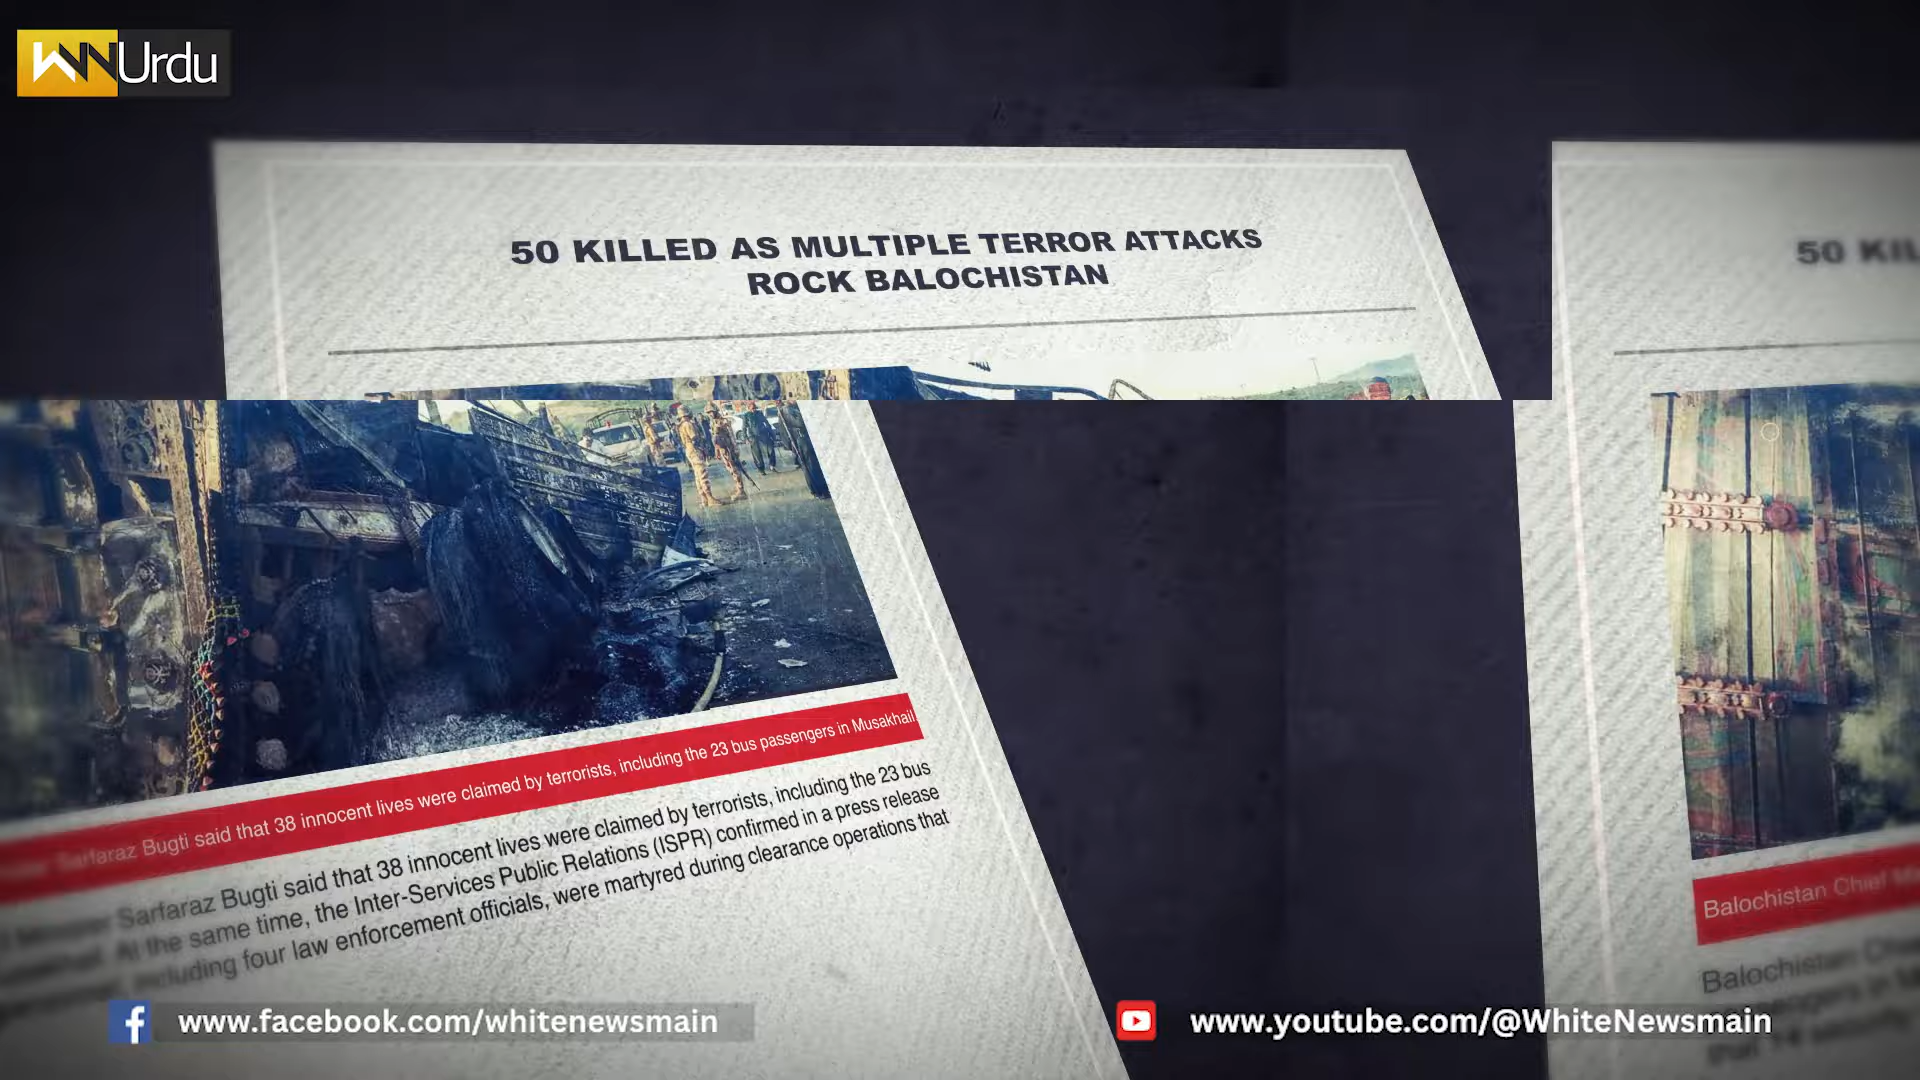 WNUrdu
50 KILLED AS MULTIPLE TERROR ATTACKS
ROCK BALOCHISTAN
50 KIL
Sarfaraz Bugti said that 38 innocent lives were claimed by terrorists, including the 23 bus passengers in Musakhail
Sarfaraz Bugti said that 38 innocent lives were claimed by terrorists, including the 23 bus
At the same time, the Inter-Services Public Relations (ISPR) confirmed in a press release
including four law enforcement officials, were martyred during clearance operations that
Balochistan Chief M
Balochistan Chie
www.facebook.com/whitenewsmain
www.youtube.com/@WhiteNewsmain